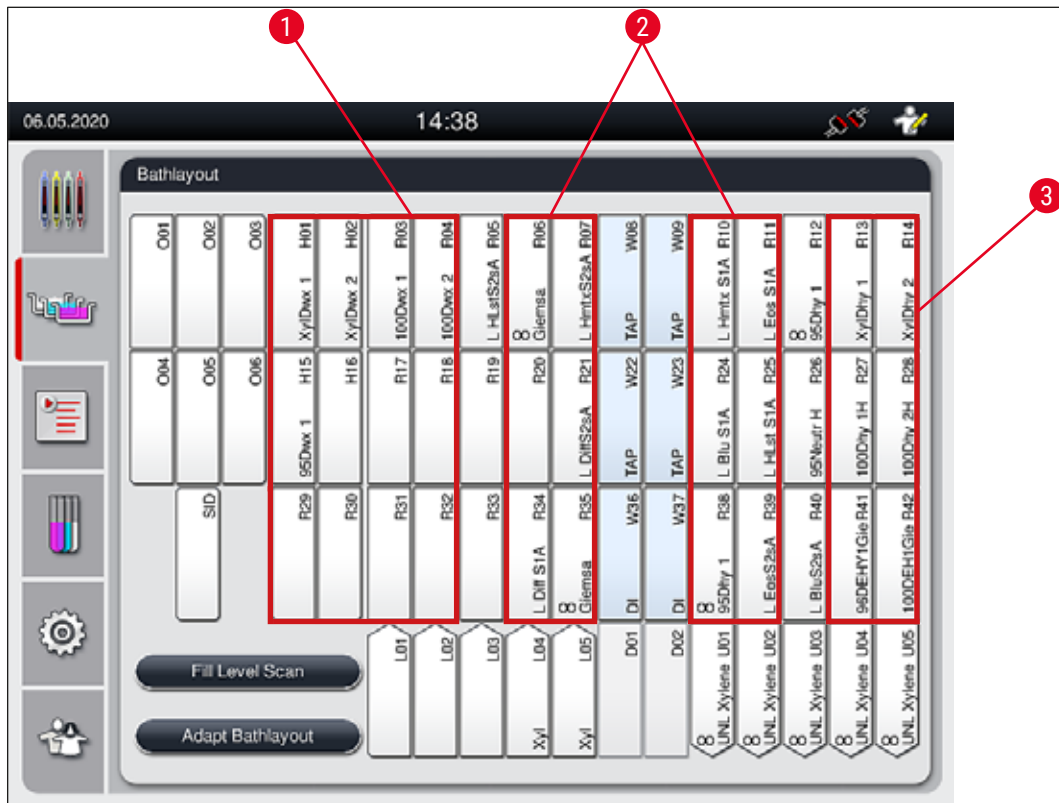 1
2
3
06.05.2020
14:38
Bathlayout
O01
O02
O03
XylDwx 1 H01
XylDwx 2 H02
100Dwx 1 R03
100Dwx 2 R04
L HLstS2sA R05
∞ Giemsa R06
L HmtxS2sA R07
TAP W08
TAP W09
L Hmtx S1A R10
L Eos S1A R11
∞ 95Dhy 1 R12
XylDhy 1 R13
XylDhy 2 R14
O04
O05
O06
95Dwx 1 H15
H16
R17
R18
R19
R20
L DiffS2sA R21
TAP W22
TAP W23
L Blu S1A R24
L HLst S1A R25
95Neutr H R26
100Dhy 1H R27
100Dhy 2H R28
SID
R29
R30
R31
R32
R33
L Diff S1A R34
∞ Giemsa R35
DI W36
DI W37
∞ 95Dhy 1 R38
L EosS2sA R39
L BluS2sA R40
96DEHY1Gie R41
100DEH1Gie R42
L01
L02
L03
Xyl L04
Xyl L05
D01
D02
∞ UNL Xylene U01
∞ UNL Xylene U02
∞ UNL Xylene U03
∞ UNL Xylene U04
∞ UNL Xylene U05
Fill Level Scan
Adapt Bathlayout